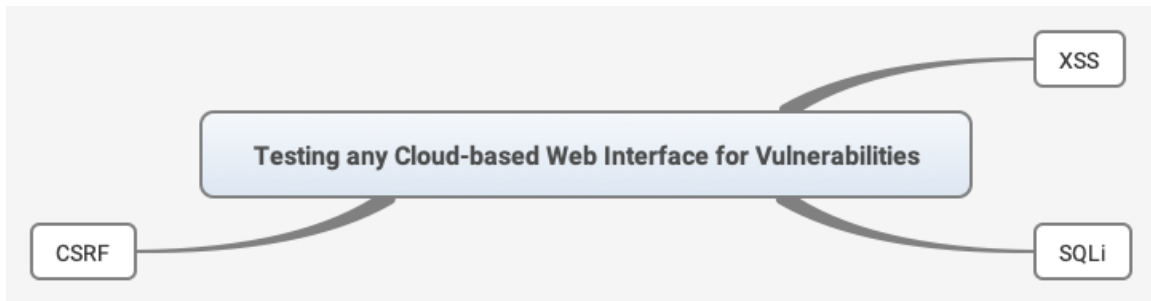 XSS
Testing any Cloud-based Web Interface for Vulnerabilities
CSRF
SQLi